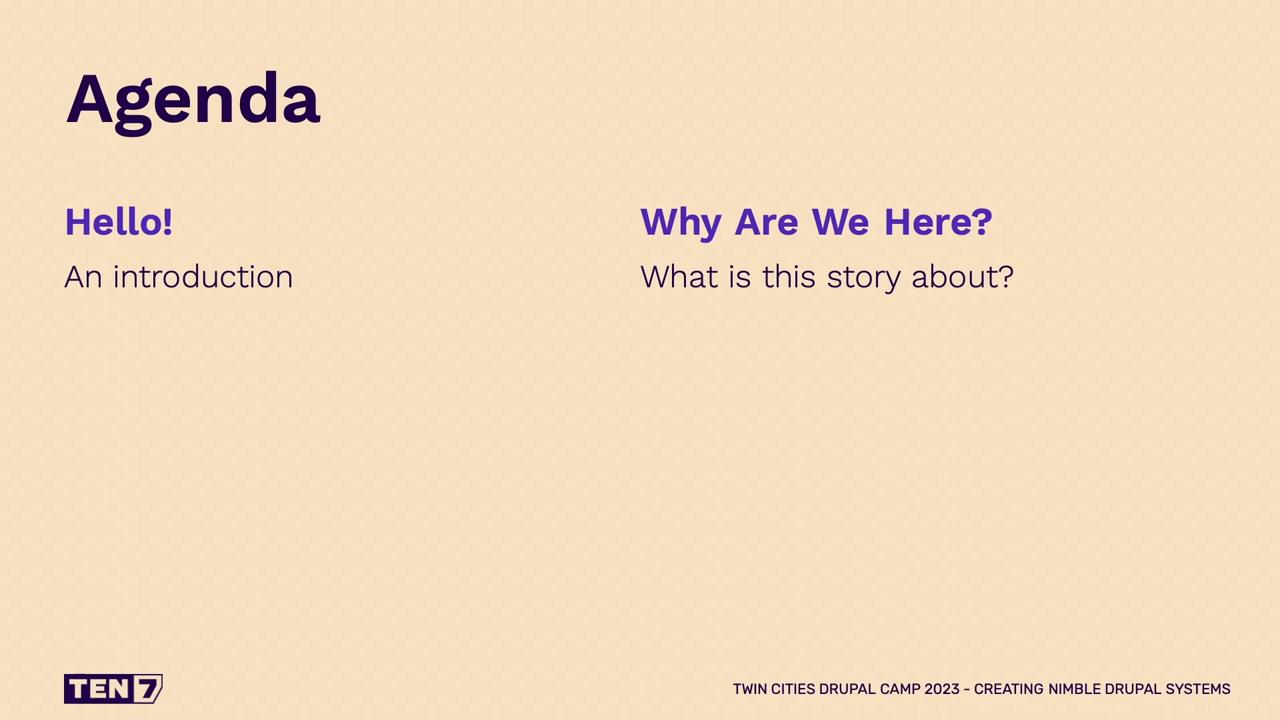 Agenda
Hello!
An introduction
Why Are We Here?
What is this story about?
TEN7
TWIN CITIES DRUPAL CAMP 2023 - CREATING NIMBLE DRUPAL SYSTEMS